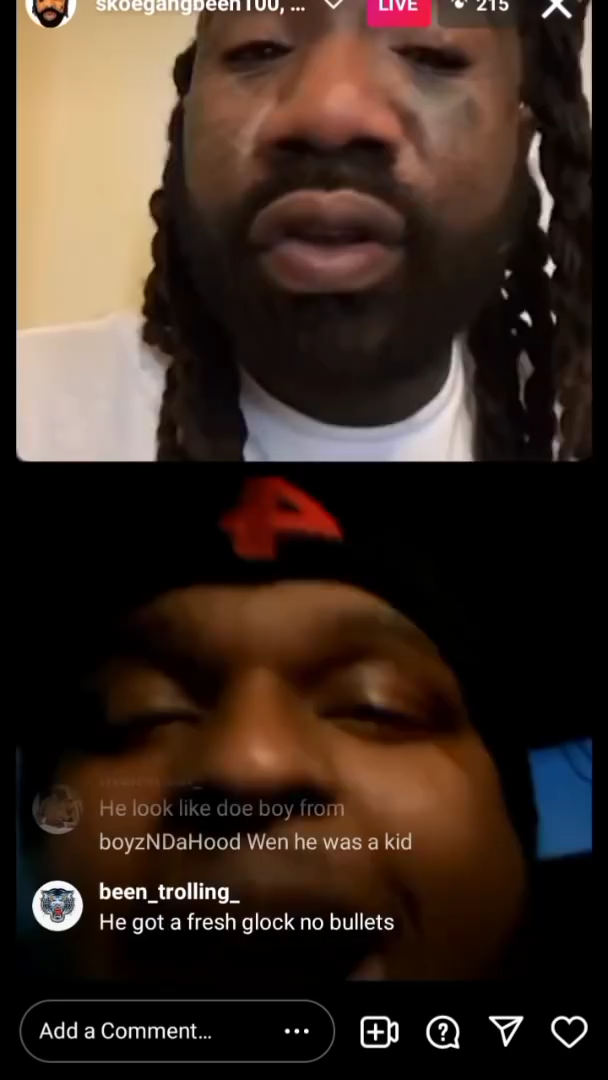 skoegangbeen100, ...
LIVE
215
He look like doe boy from
boyzNDaHood Wen he was a kid
been_trolling_
He got a fresh glock no bullets
Add a Comment...